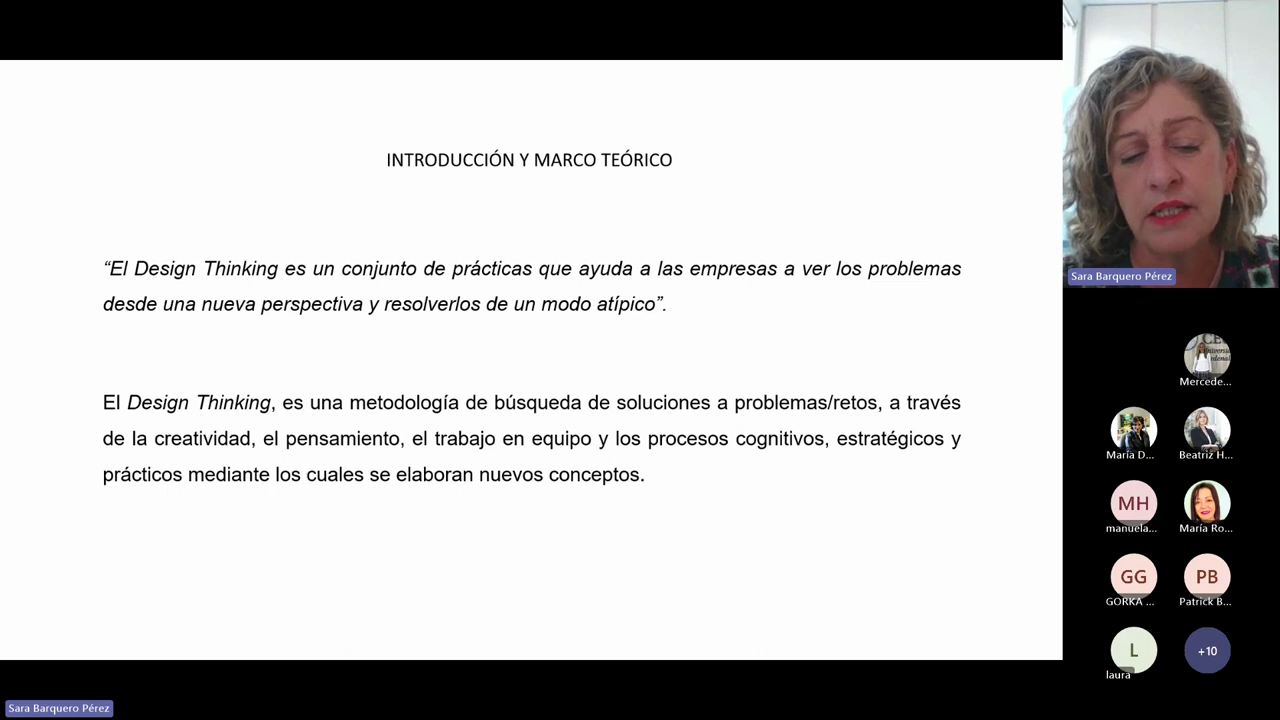 INTRODUCCIÓN Y MARCO TEÓRICO
“El Design Thinking es un conjunto de prácticas que ayuda a las empresas a ver los problemas
desde una nueva perspectiva y resolverlos de un modo atípico”.
El Design Thinking, es una metodología de búsqueda de soluciones a problemas/retos, a través
de la creatividad, el pensamiento, el trabajo en equipo y los procesos cognitivos, estratégicos y
prácticos mediante los cuales se elaboran nuevos conceptos.
Sara Barquero Pérez
Mercede...
María D...
Beatriz H...
MH
manuela...
María Ro...
GG
GORKA ...
PB
Patrick B...
L
laura
+10
Sara Barquero Pérez